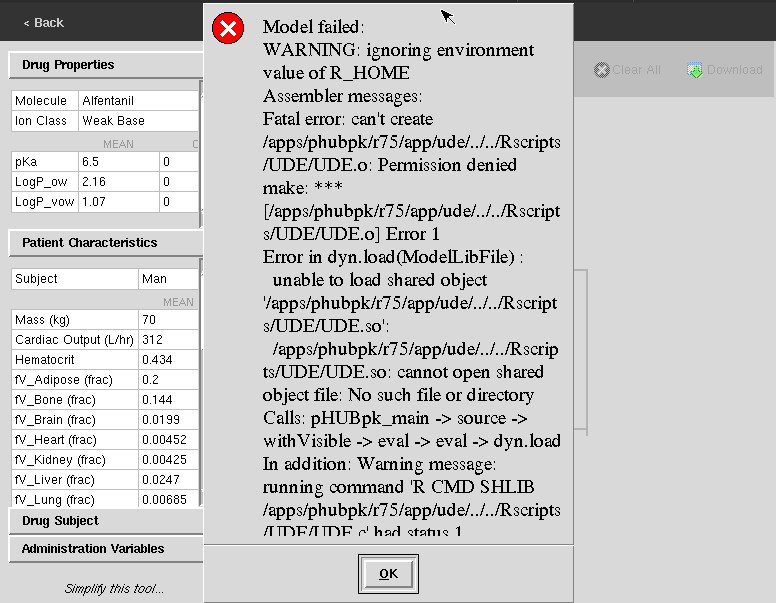 < Back
Clear All
Download
Drug Properties
Molecule Alfentanil
Ion Class Weak Base
MEAN C
pKa 6.5 0
LogP_ow 2.16 0
LogP_vow 1.07 0
Patient Characteristics
Subject Man
MEAN
Mass (kg) 70
Cardiac Output (L/hr) 312
Hematocrit 0.434
fV_Adipose (frac) 0.2
fV_Bone (frac) 0.144
fV_Brain (frac) 0.0199
fV_Heart (frac) 0.00452
fV_Kidney (frac) 0.00425
fV_Liver (frac) 0.0247
fV_Lung (frac) 0.00685
Drug Subject
Administration Variables
Simplify this tool...
Model failed:
WARNING: ignoring environment
value of R_HOME
Assembler messages:
Fatal error: can't create
/apps/phubpk/r75/app/ude/../../Rscripts
/UDE/UDE.o: Permission denied
make: ***
[/apps/phubpk/r75/app/ude/../../Rscript
s/UDE/UDE.o] Error 1
Error in dyn.load(ModelLibFile) :
unable to load shared object
'/apps/phubpk/r75/app/ude/../../Rscript
s/UDE/UDE.so':
/apps/phubpk/r75/app/ude/../../Rscrip
ts/UDE/UDE.so: cannot open shared
object file: No such file or directory
Calls: pHUBpk_main -> source ->
withVisible -> eval -> eval -> dyn.load
In addition: Warning message:
running command 'R CMD SHLIB
/apps/phubpk/r75/app/ude/../../Rscripts
/UDE/UDE.c' had status 1
OK